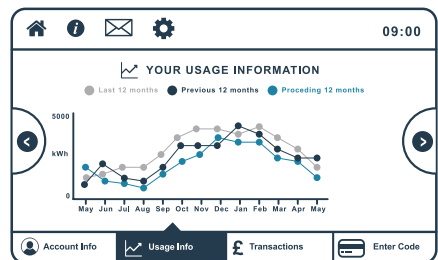 09:00
YOUR USAGE INFORMATION
Last 12 months Previous 12 months Proceding 12 months
5000
kWh
0
May Jun Jul Aug Sep Oct Nov Dec Jan Feb Mar Apr May
Account Info Usage Info £ Transactions Enter Code